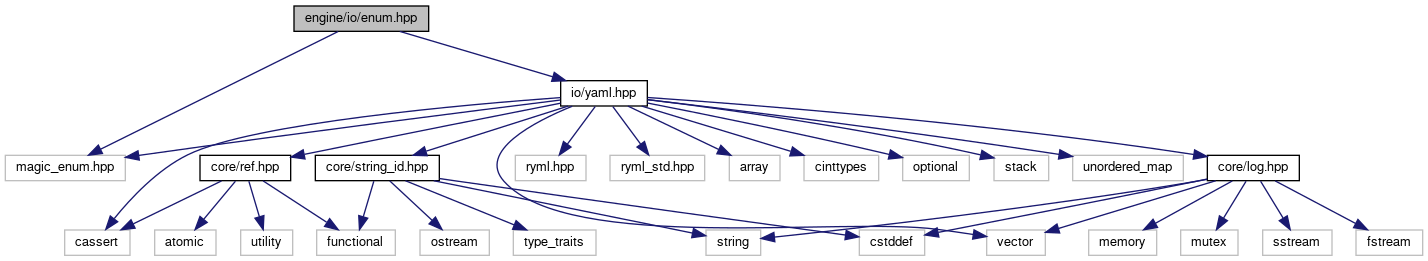 engine/io/enum.hpp
io/yaml.hpp
magic_enum.hpp
core/ref.hpp
core/string_id.hpp
ryml.hpp
ryml_std.hpp
array
cinttypes
optional
stack
unordered_map
core/log.hpp
cassert
atomic
utility
functional
ostream
type_traits
string
cstddef
vector
memory
mutex
sstream
fstream